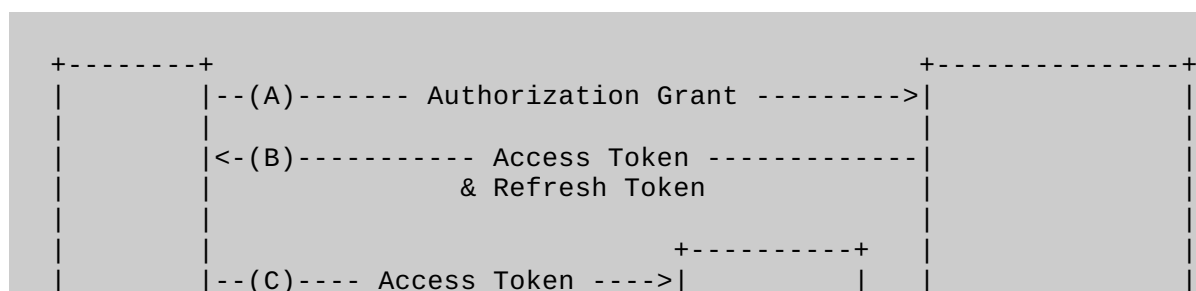 +--------+                                           +---------------+
|        |--(A)------- Authorization Grant --------->|               |
|        |                                           |               |
|        |<-(B)----------- Access Token -------------|               |
|        |               & Refresh Token             |               |
|        |                                           |               |
|        |                            +----------+   |               |
|        |--(C)---- Access Token ---->|          |   |               |